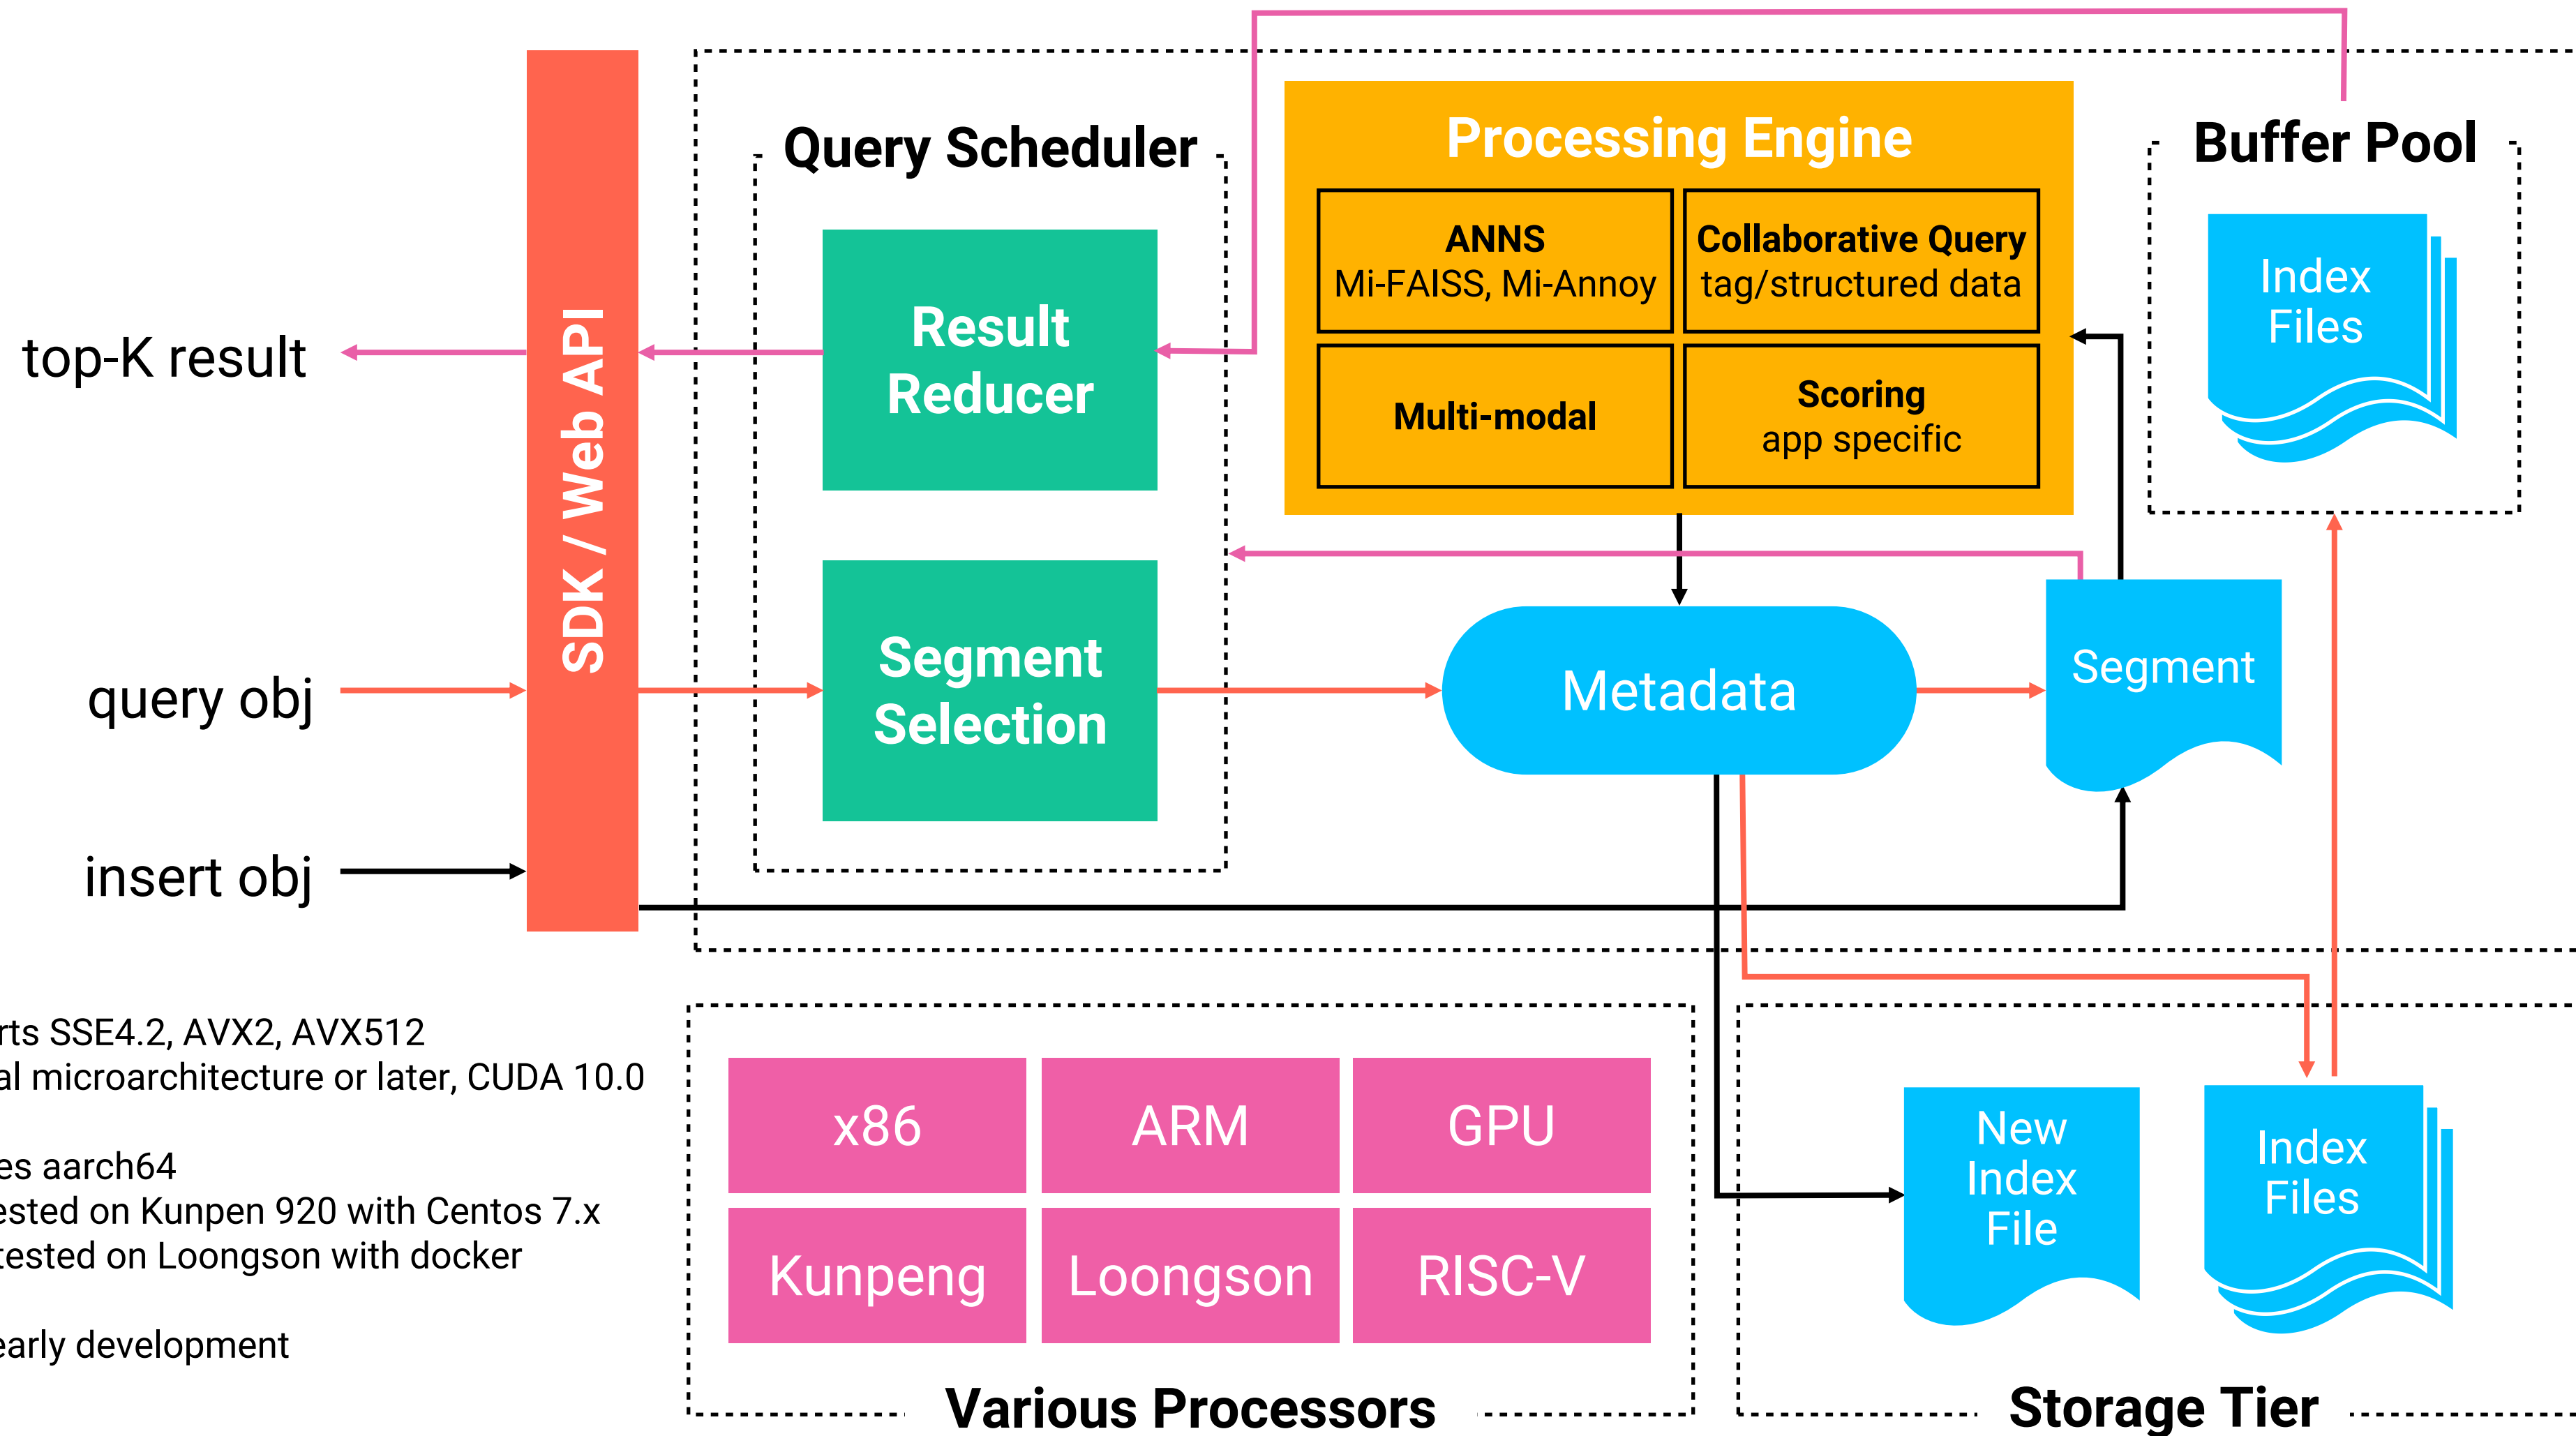 Query Scheduler
Processing Engine
Buffer Pool
ANNS
Mi-FAISS, Mi-Annoy
Collaborative Query
tag/structured data
Multi-modal
Scoring
app specific
Index
Files
SDK / Web API
Result
Reducer
top-K result
Segment
Selection
Metadata
Segment
query obj
insert obj
SSE4.2, AVX2, AVX512
microarchitecture or later, CUDA 10.0
aarch64
on Kunpen 920 with Centos 7.x
tested on Loongson with docker
early development
x86
ARM
GPU
Kunpeng
Loongson
RISC-V
Various Processors
New
Index
File
Index
Files
Storage Tier